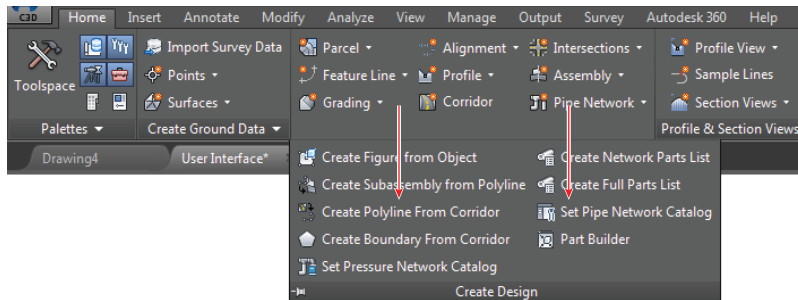 C3D Home Insert Annotate Modify Analyze View Manage Output Survey Autodesk 360 Help
Toolspace
Palettes
Import Survey Data
Points
Surfaces
Create Ground Data
Parcel Alignment Intersections
Feature Line Profile Assembly
Grading Corridor Pipe Network
Profile View
Sample Lines
Section Views
Profile & Section Views
Drawing4 User Interface*
Create Figure from Object Create Network Parts List
Create Subassembly from Polyline Create Full Parts List
Create Polyline From Corridor Set Pipe Network Catalog
Create Boundary From Corridor Part Builder
Set Pressure Network Catalog
Create Design